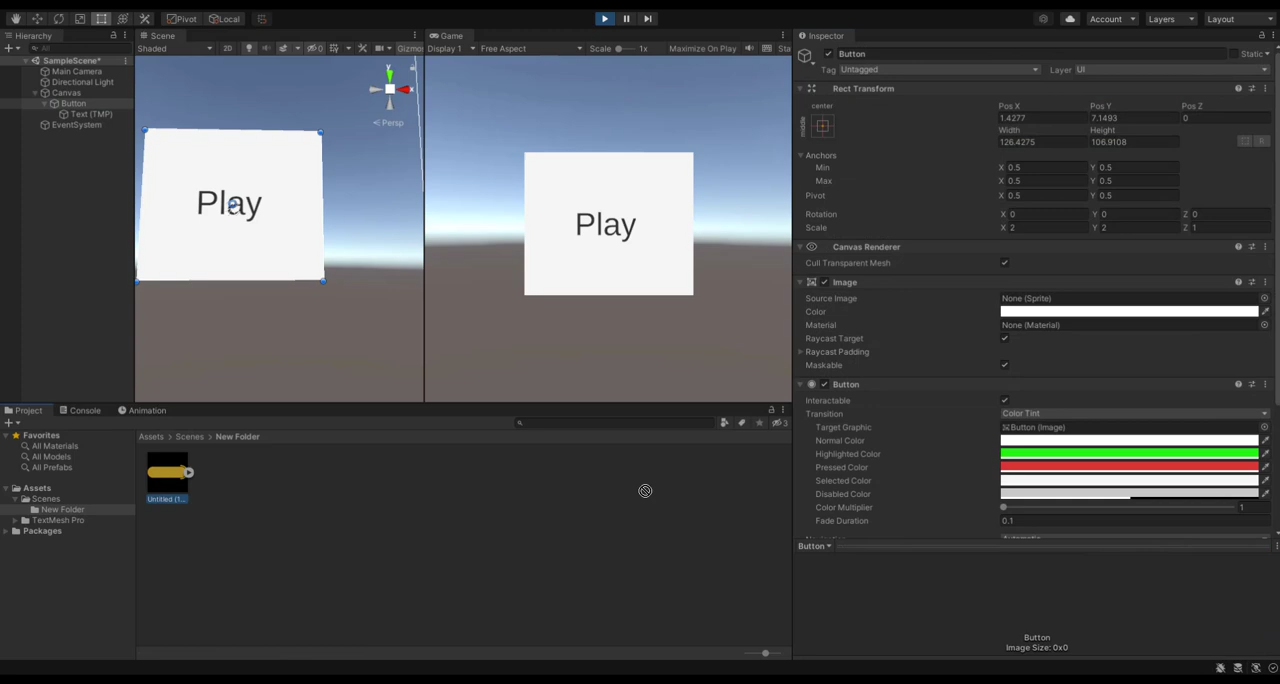 Pivot Local Account Layers Layout
Hierarchy Scene Game Inspector
All Shaded 2D 0 Gizmos Display 1 Free Aspect Scale 1x Maximize On Play Sta
Button Static
SampleScene*
Main Camera
Directional Light
Canvas
Button
Text (TMP)
EventSystem
y
x
Persp
Play
Play
Tag Untagged Layer UI
Rect Transform
center
middle
Pos X Pos Y Pos Z
1.4277 7.1493 0
Width Height
126.4275 106.9108
R
Anchors
Min X 0.5 Y 0.5
Max X 0.5 Y 0.5
Pivot X 0.5 Y 0.5
Rotation X 0 Y 0 Z 0
Scale X 2 Y 2 Z 1
Canvas Renderer
Cull Transparent Mesh
Image
Source Image None (Sprite)
Color
Material None (Material)
Raycast Target
Raycast Padding
Maskable
Button
Interactable
Transition Color Tint
Target Graphic Button (Image)
Normal Color
Highlighted Color
Pressed Color
Selected Color
Disabled Color
Color Multiplier 1
Fade Duration 0.1
Button
Button
Image Size: 0x0
Project Console Animation
3
Favorites
All Materials
All Models
All Prefabs
Assets
Scenes
New Folder
TextMesh Pro
Packages
Assets Scenes New Folder
Untitled (1...